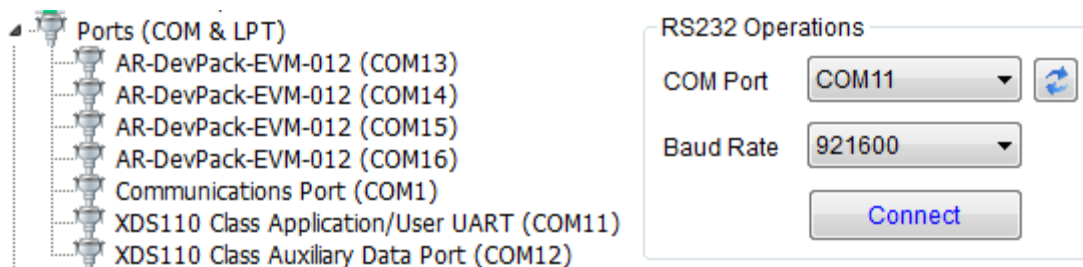 Ports (COM & LPT)
AR-DevPack-EVM-012 (COM13)
AR-DevPack-EVM-012 (COM14)
AR-DevPack-EVM-012 (COM15)
AR-DevPack-EVM-012 (COM16)
Communications Port (COM1)
XDS110 Class Application/User UART (COM11)
XDS110 Class Auxiliary Data Port (COM12)
RS232 Operations
COM Port COM11
Baud Rate 921600
Connect